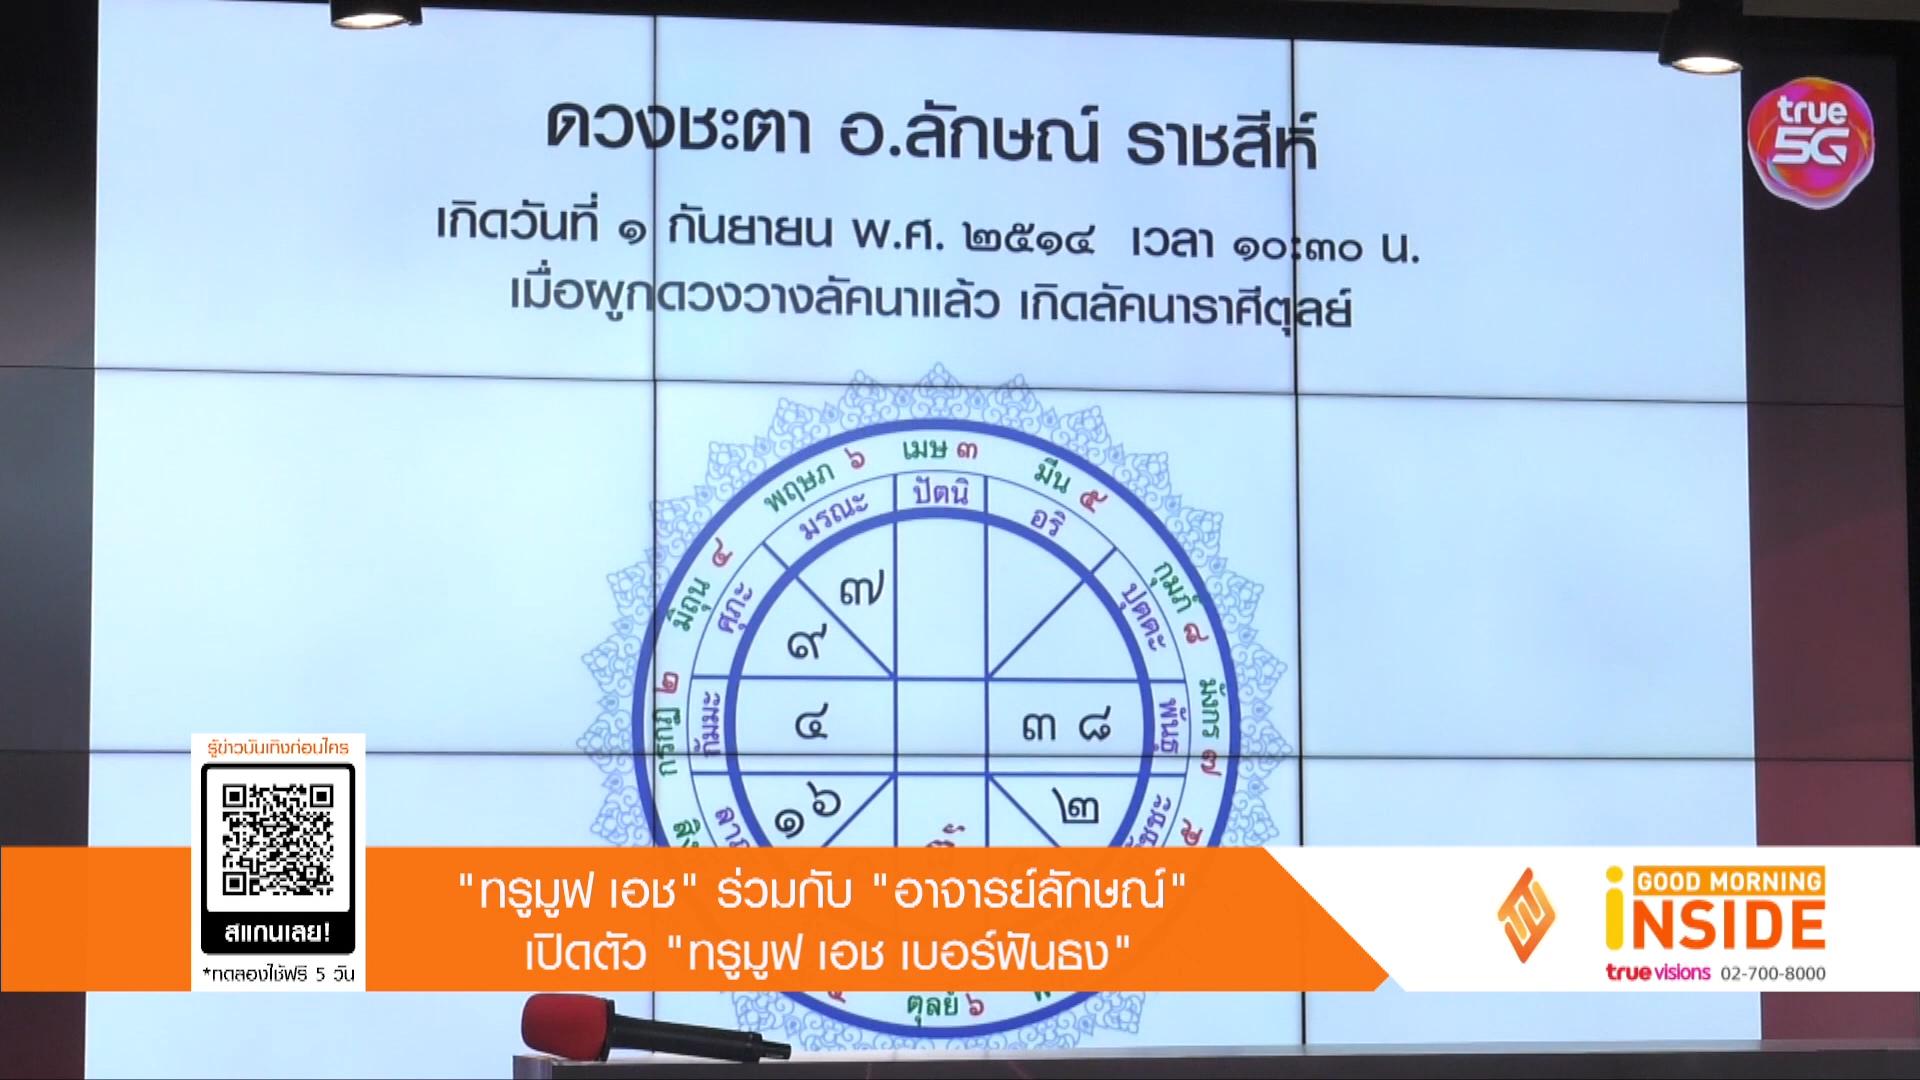 ดวงชะตา อ.ลักษณ์ ราชสีห์
true
5G
เกิดวันที่ ๑ กันยายน พ.ศ. ๒๕๑๔ เวลา ๑๐:๓๐ น.
เมื่อผูกดวงวางลัคนาแล้ว เกิดลัคนาราศีตุลย์
พฤษภ ๖ เมษ ๓ มีน ๕
มรณะ ปัตนิ อริ
มิถุน ๔ กุมภ์ ๘
ศุภะ ปุตตะ
๗
๙
กรกฎ ๒ มังกร ๗
กัมมะ พันธุ
๔ ๓ ๘
๑ ๖ ๒
รู้ข่าวบันเทิงก่อนใคร
สแกนเลย!
*ทดลองใช้ฟรี 5 วัน
"ทรูมูฟ เอช" ร่วมกับ "อาจารย์ลักษณ์"
เปิดตัว "ทรูมูฟ เอช เบอร์ฟันธง"
GOOD MORNING
iNSIDE
truevisions 02-700-8000
ตุลย์ ๖